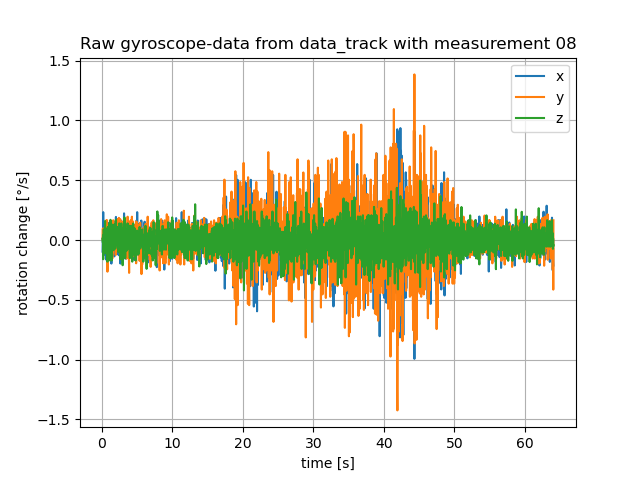 Raw gyroscope-data from data_track with measurement 08
1.5
1.0
0.5
0.0
−0.5
−1.0
−1.5
rotation change [°/s]
x
y
z
0 10 20 30 40 50 60
time [s]